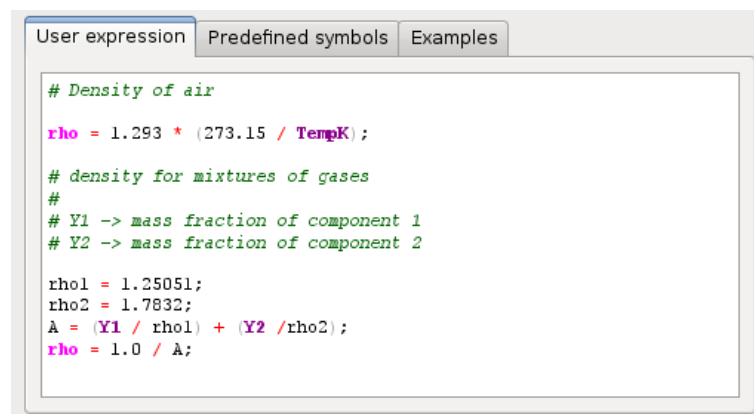 User expression Predefined symbols Examples
# Density of air
rho = 1.293 * (273.15 / TempK);
# density for mixtures of gases
#
# Y1 -> mass fraction of component 1
# Y2 -> mass fraction of component 2
rho1 = 1.25051;
rho2 = 1.7832;
A = (Y1 / rho1) + (Y2 /rho2);
rho = 1.0 / A;